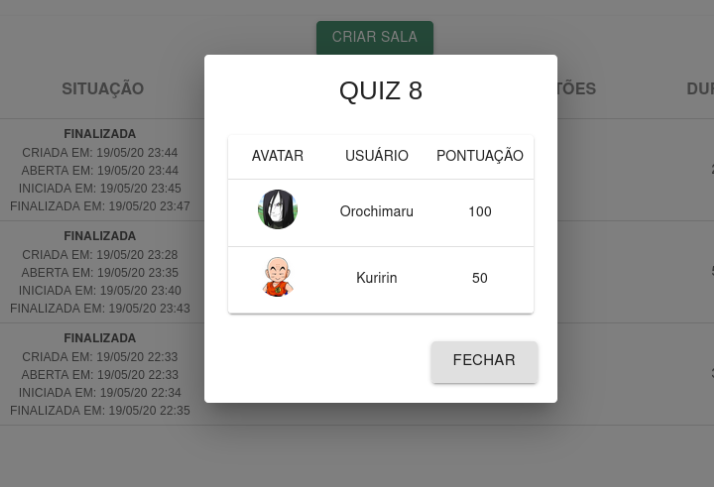 CRIAR SALA
SITUAÇÃO
TÕES
DUR
FINALIZADA
CRIADA EM: 19/05/20 23:44
ABERTA EM: 19/05/20 23:44
INICIADA EM: 19/05/20 23:45
FINALIZADA EM: 19/05/20 23:47
FINALIZADA
CRIADA EM: 19/05/20 23:28
ABERTA EM: 19/05/20 23:35
INICIADA EM: 19/05/20 23:40
FINALIZADA EM: 19/05/20 23:43
FINALIZADA
CRIADA EM: 19/05/20 22:33
ABERTA EM: 19/05/20 22:33
INICIADA EM: 19/05/20 22:34
FINALIZADA EM: 19/05/20 22:35
QUIZ 8
AVATAR USUÁRIO PONTUAÇÃO
Orochimaru 100
Kuririn 50
FECHAR